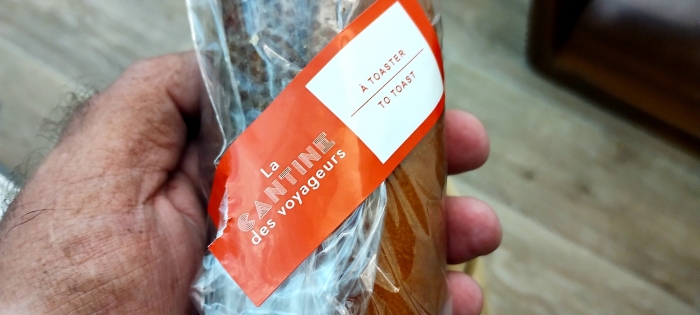 À TOASTER
TO TOAST
La
CANTINE
des voyageurs